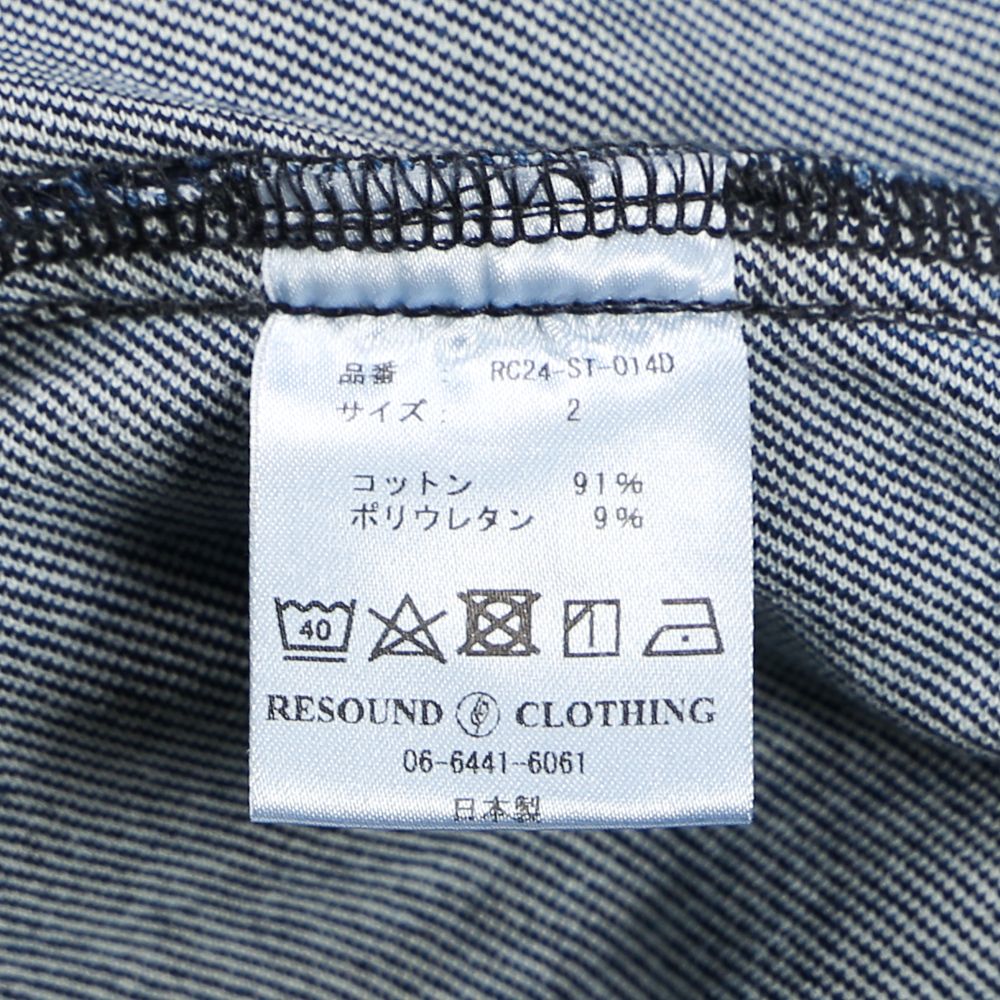 品番 : RC24-ST-014D
サイズ : 2
コットン 91%
ポリウレタン 9%
40
RESOUND CLOTHING
06-6441-6061
日本製